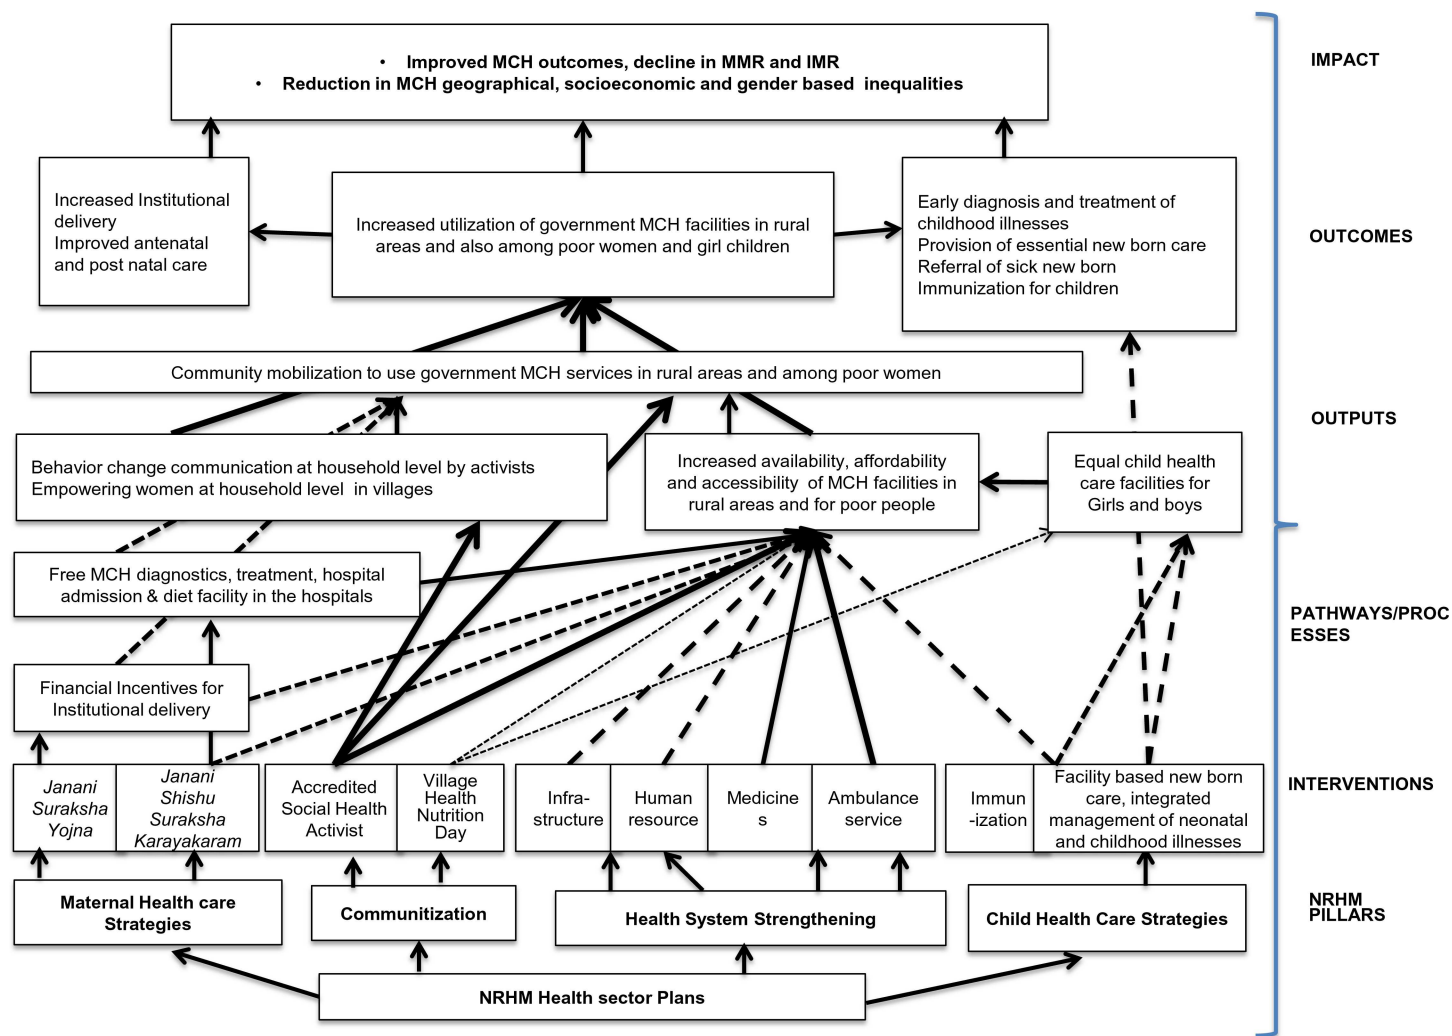 • Improved MCH outcomes, decline in MMR and IMR
• Reduction in MCH geographical, socioeconomic and gender based inequalities
IMPACT
Increased Institutional
delivery
Improved antenatal
and post natal care
Increased utilization of government MCH facilities in rural
areas and also among poor women and girl children
Early diagnosis and treatment of
childhood illnesses
Provision of essential new born care
Referral of sick new born
Immunization for children
OUTCOMES
Community mobilization to use government MCH services in rural areas and among poor women
OUTPUTS
Behavior change communication at household level by activists
Empowering women at household level in villages
Increased availability, affordability
and accessibility of MCH facilities in
rural areas and for poor people
Equal child health
care facilities for
Girls and boys
Free MCH diagnostics, treatment, hospital
admission & diet facility in the hospitals
PATHWAYS/PROC
ESSES
Financial Incentives for
Institutional delivery
Janani
Suraksha
Yojna
Janani
Shishu
Suraksha
Karayakaram
Accredited
Social Health
Activist
Village
Health
Nutrition
Day
Infra-
structure
Human
resource
Medicine
s
Ambulance
service
Immun
-ization
Facility based new born
care, integrated
management of neonatal
and childhood illnesses
INTERVENTIONS
Maternal Health care
Strategies
Communitization
Health System Strengthening
Child Health Care Strategies
NRHM
PILLARS
NRHM Health sector Plans